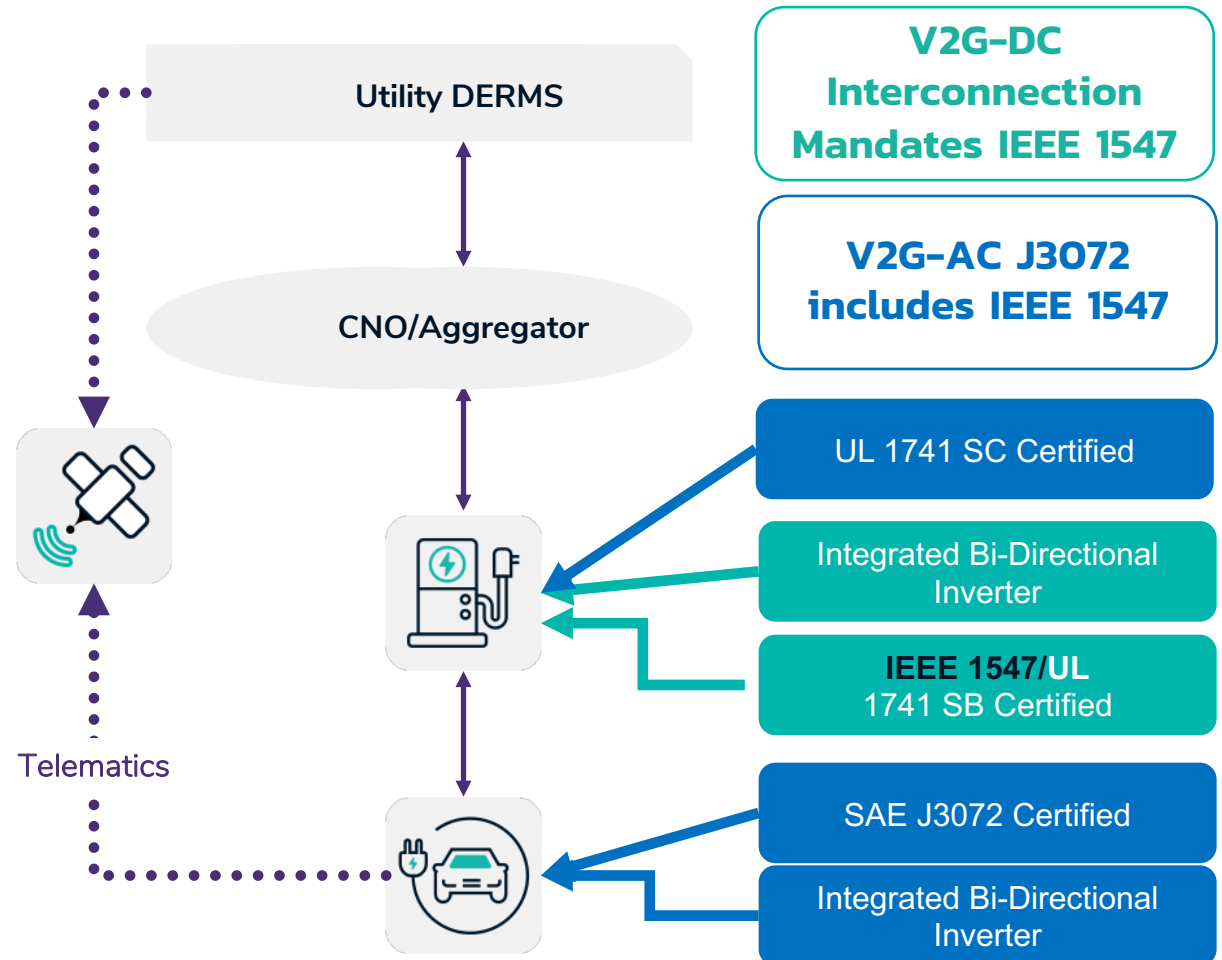 Utility DERMS
CNO/Aggregator
Telematics
V2G-DC
Interconnection
Mandates IEEE 1547
V2G-AC J3072
includes IEEE 1547
UL 1741 SC Certified
Integrated Bi-Directional
Inverter
IEEE 1547/UL
1741 SB Certified
SAE J3072 Certified
Integrated Bi-Directional
Inverter